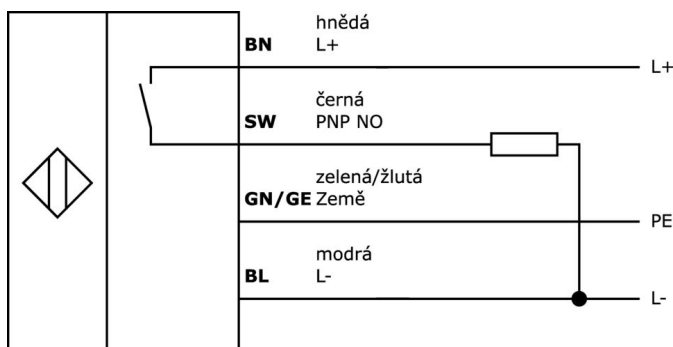 hnědá
BN L+
L+
černá
SW PNP NO
zelená/žlutá
GN/GE Země
PE
modrá
BL L-
L-